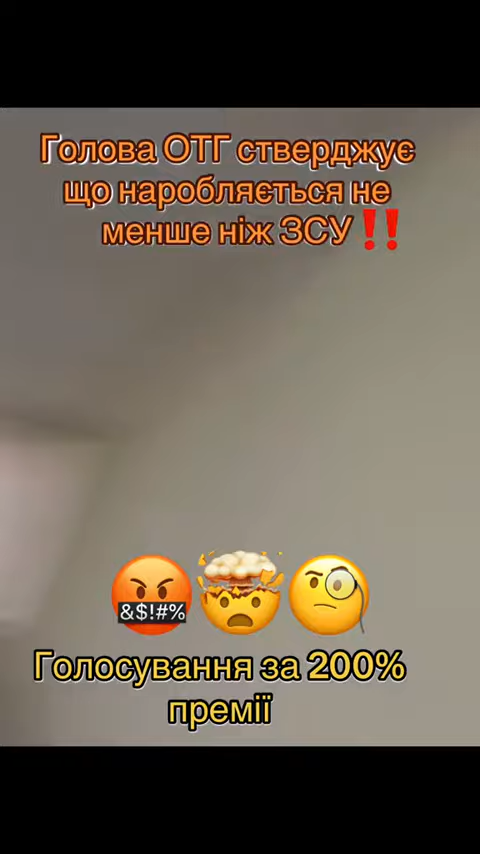 Голова ОТГ стверджує
що наробляється не
менше ніж ЗСУ‼️
&$!#%
Голосування за 200%
премії